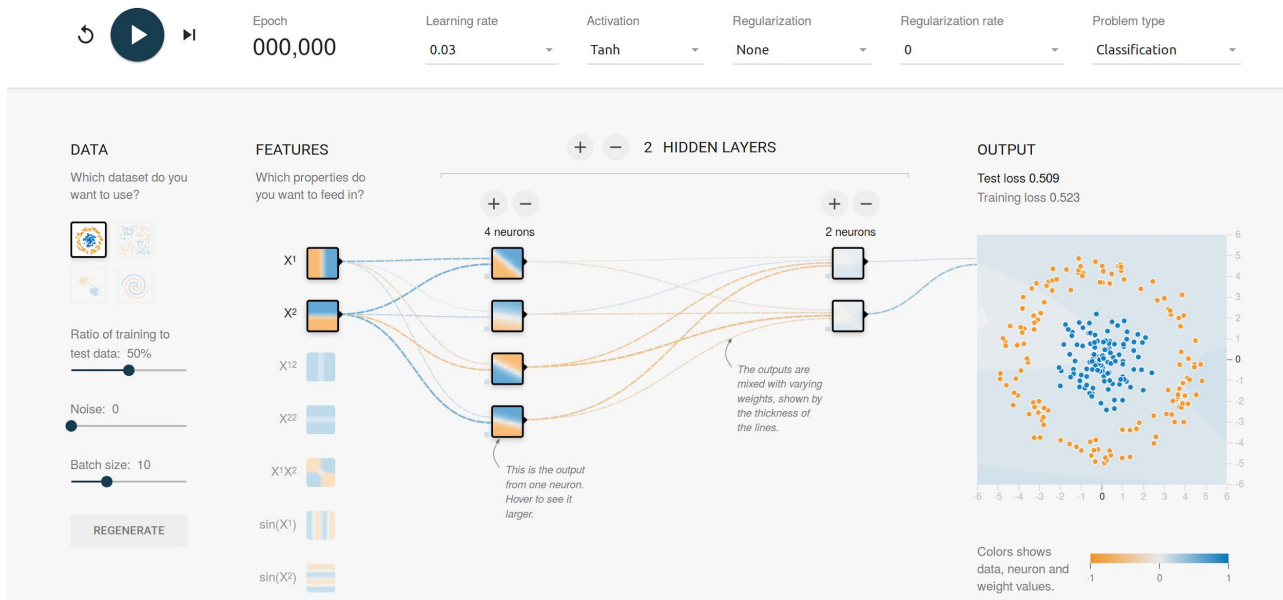 Epoch
000,000
Learning rate
0.03
Activation
Tanh
Regularization
None
Regularization rate
0
Problem type
Classification
DATA
Which dataset do you
want to use?
Ratio of training to
test data: 50%
Noise: 0
Batch size: 10
REGENERATE
FEATURES
Which properties do
you want to feed in?
X1
X2
X12
X22
X1X2
sin(X1)
sin(X2)
+ − 2 HIDDEN LAYERS
+ −
4 neurons
+ −
2 neurons
This is the output
from one neuron.
Hover to see it
larger.
The outputs are
mixed with varying
weights, shown by
the thickness of
the lines.
OUTPUT
Test loss 0.509
Training loss 0.523
6
5
4
3
2
1
0
-1
-2
-3
-4
-5
-6
-6 -5 -4 -3 -2 -1 0 1 2 3 4 5 6
Colors shows
data, neuron and
weight values.
-1 0 1